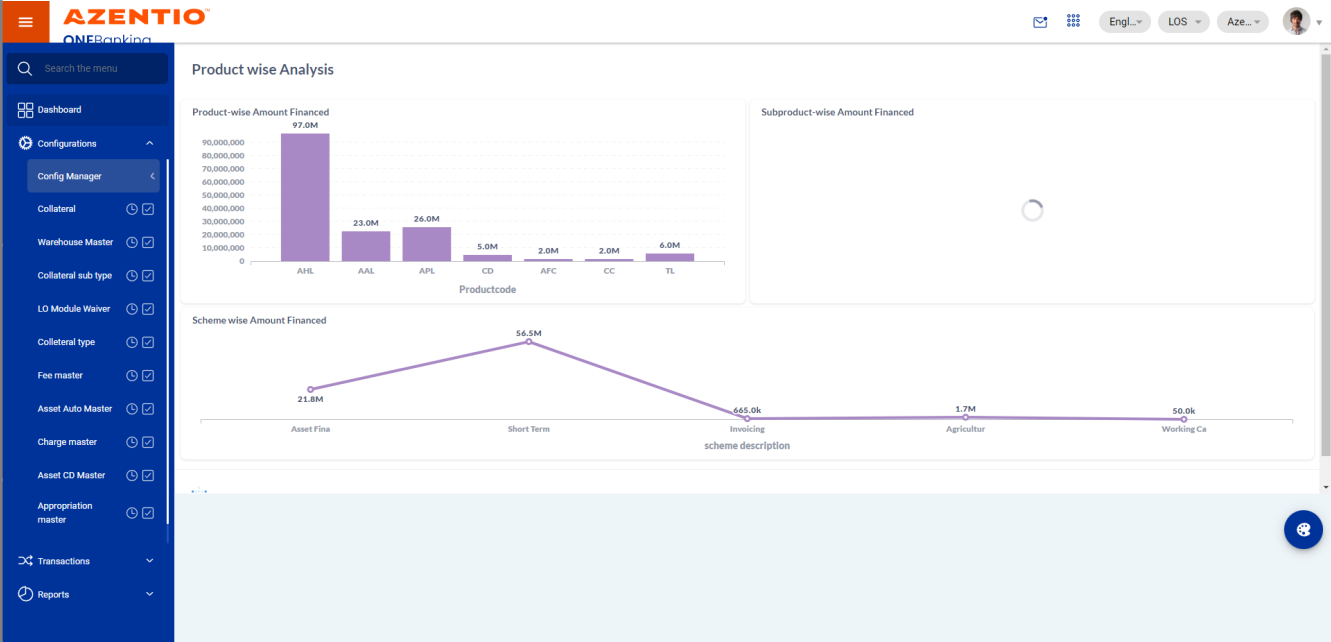 AZENTIO
ONEBanking
Engl...
LOS
Aze...
Search the menu
Dashboard
Configurations
Config Manager
Collateral
Warehouse Master
Collateral sub type
LO Module Waiver
Colleteral type
Fee master
Asset Auto Master
Charge master
Asset CD Master
Appropriation
master
Transactions
Reports
Product wise Analysis
Product-wise Amount Financed
97.0M
90,000,000
80,000,000
70,000,000
60,000,000
50,000,000
40,000,000
30,000,000
20,000,000
10,000,000
0
23.0M
26.0M
5.0M
2.0M
2.0M
6.0M
AHL
AAL
APL
CD
AFC
CC
TL
Productcode
Subproduct-wise Amount Financed
Scheme wise Amount Financed
56.5M
21.8M
665.0k
1.7M
50.0k
Asset Fina
Short Term
Invoicing
Agricultur
Working Ca
scheme description